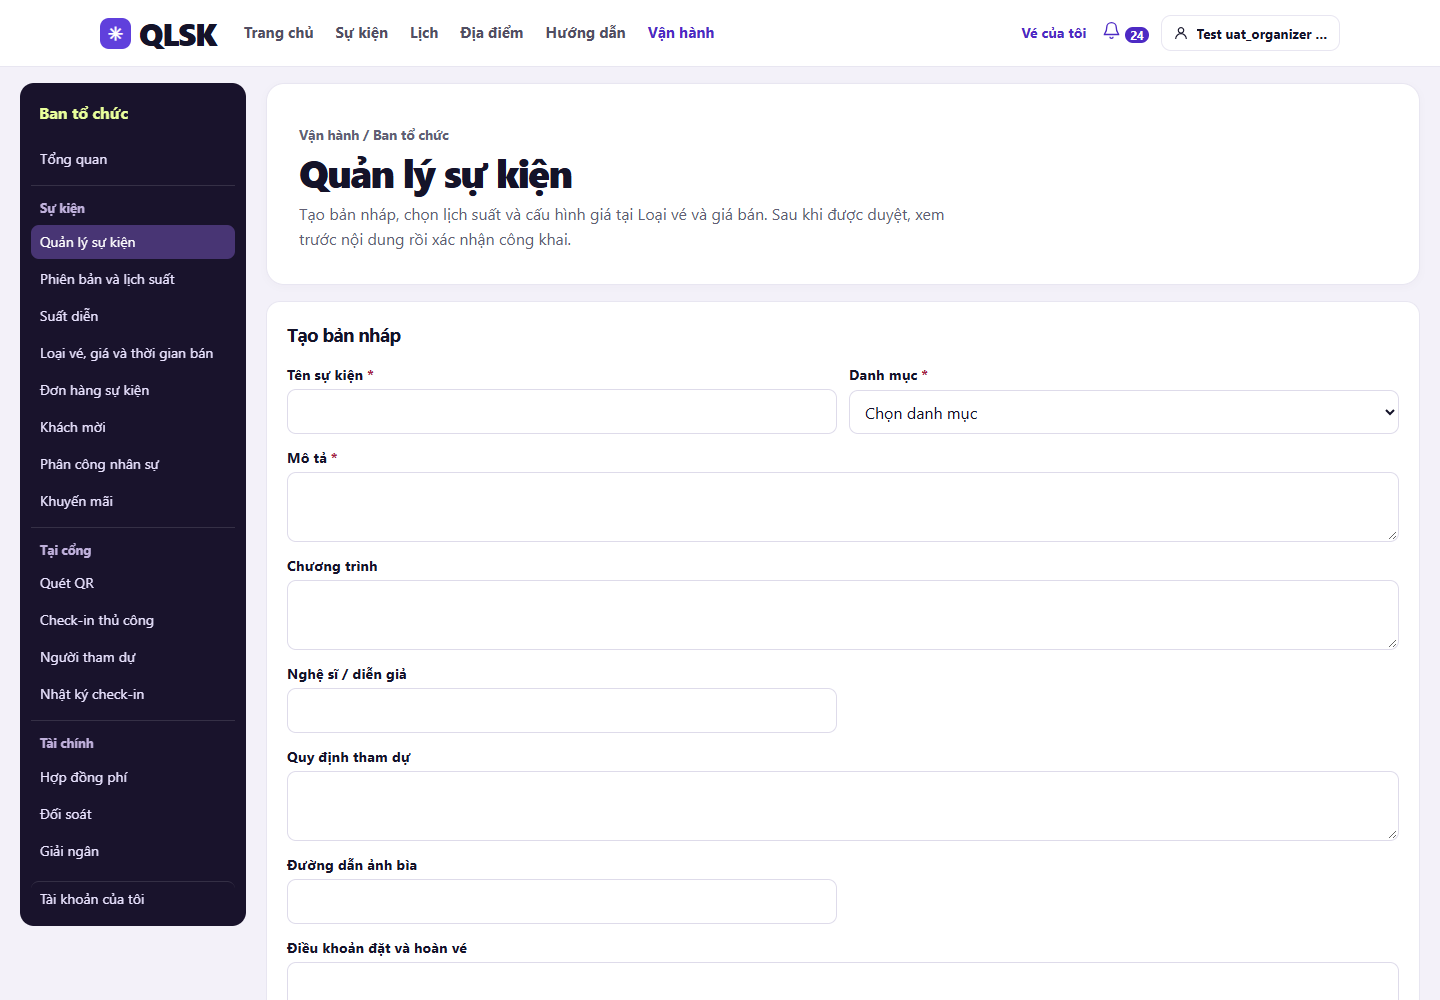 QLSK
Trang chủ
Sự kiện
Lịch
Địa điểm
Hướng dẫn
Vận hành
Vé của tôi
24
Test uat_organizer ...
Ban tổ chức
Tổng quan
Sự kiện
Quản lý sự kiện
Phiên bản và lịch suất
Suất diễn
Loại vé, giá và thời gian bán
Đơn hàng sự kiện
Khách mời
Phân công nhân sự
Khuyến mãi
Tại cổng
Quét QR
Check-in thủ công
Người tham dự
Nhật ký check-in
Tài chính
Hợp đồng phí
Đối soát
Giải ngân
Tài khoản của tôi
Vận hành / Ban tổ chức
Quản lý sự kiện
Tạo bản nháp, chọn lịch suất và cấu hình giá tại Loại vé và giá bán. Sau khi được duyệt, xem
trước nội dung rồi xác nhận công khai.
Tạo bản nháp
Tên sự kiện *
Danh mục *
Chọn danh mục
Mô tả *
Chương trình
Nghệ sĩ / diễn giả
Quy định tham dự
Đường dẫn ảnh bìa
Điều khoản đặt và hoàn vé